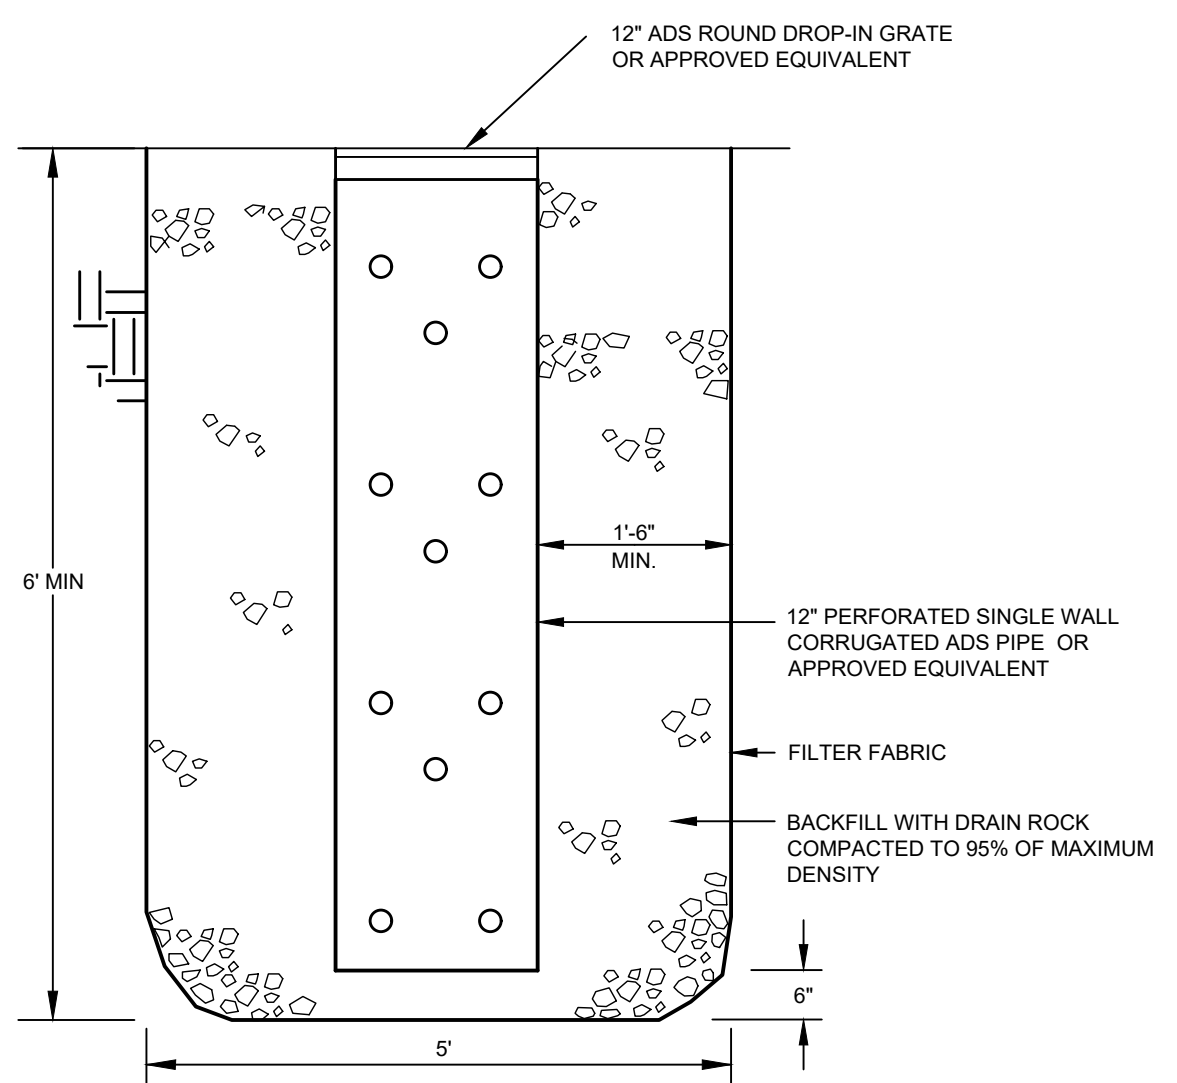 12" ADS ROUND DROP-IN GRATE
OR APPROVED EQUIVALENT
1'-6"
MIN.
6' MIN
12" PERFORATED SINGLE WALL
CORRUGATED ADS PIPE OR
APPROVED EQUIVALENT
FILTER FABRIC
BACKFILL WITH DRAIN ROCK
COMPACTED TO 95% OF MAXIMUM
DENSITY
6"
5'